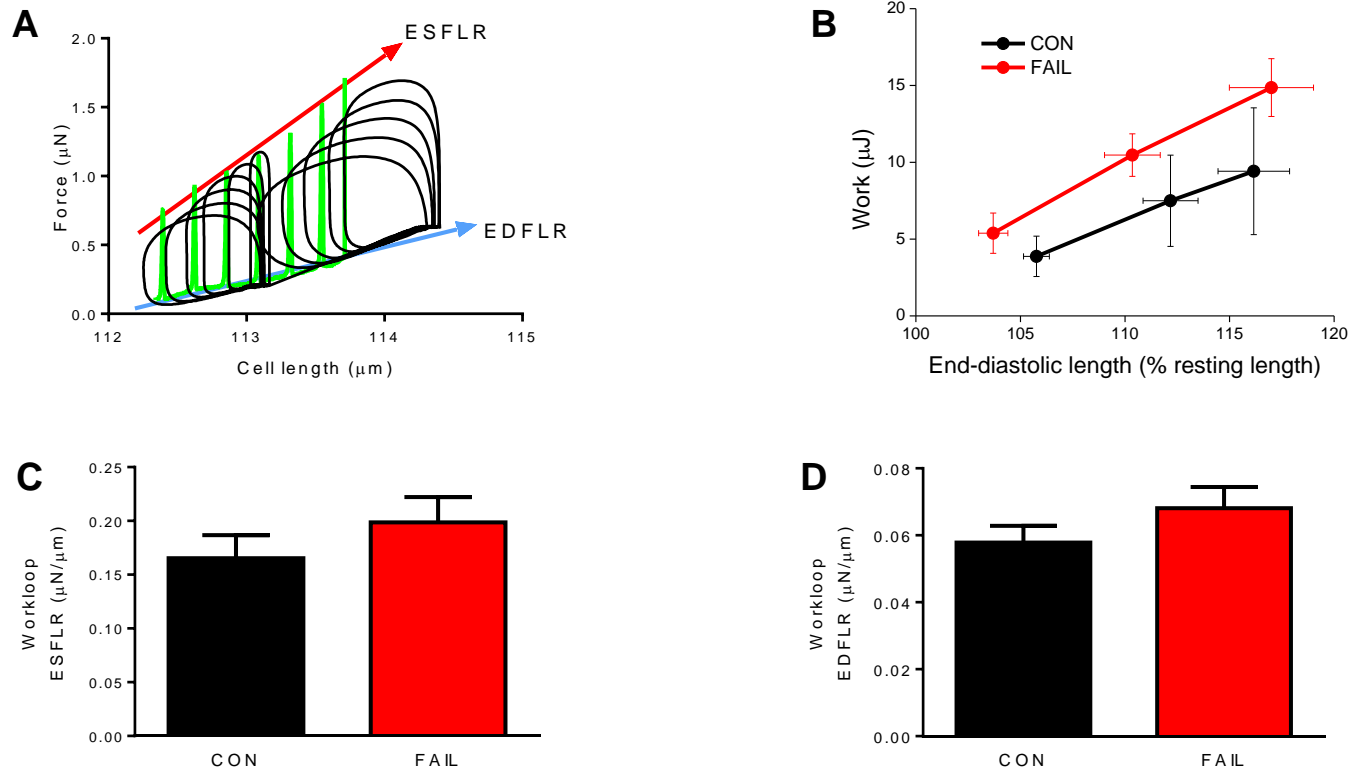 A
ESFLR
2.0
1.5
1.0
0.5
0.0
Force (μN)
EDFLR
112
113
114
115
Cell length (μm)
B
20
15
10
5
0
Work (μJ)
CON
FAIL
100
105
110
115
120
End-diastolic length (% resting length)
C
0.25
0.20
0.15
0.10
0.05
0.00
Workloop
ESFLR (μN/μm)
CON
FAIL
D
0.08
0.06
0.04
0.02
0.00
Workloop
EDFLR (μN/μm)
CON
FAIL